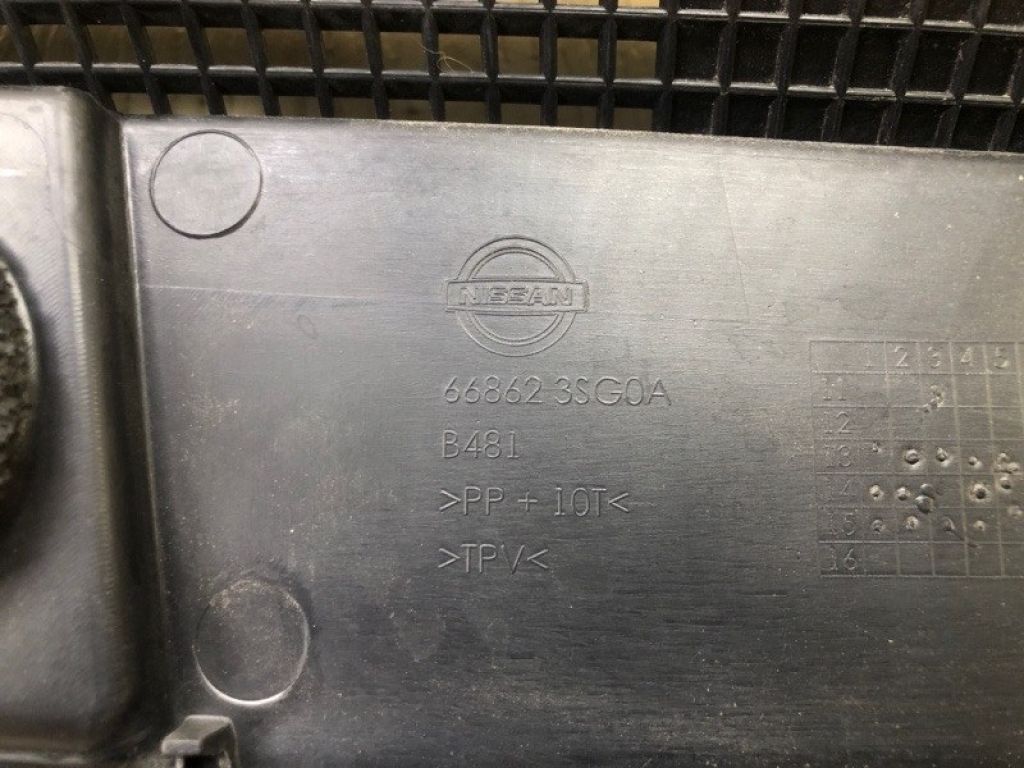 NISSAN
66862 3SG0A
B481
>PP + 10T<
>TPV<
1 2 3 4 5
11
12
13
14
15
16